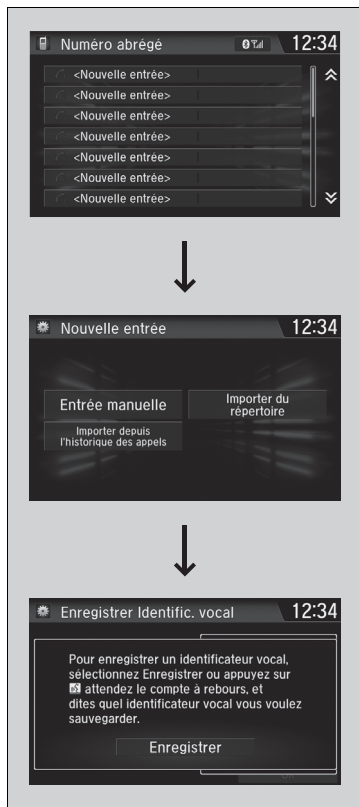 Numéro abrégé 12:34
<Nouvelle entrée>
<Nouvelle entrée>
<Nouvelle entrée>
<Nouvelle entrée>
<Nouvelle entrée>
<Nouvelle entrée>
<Nouvelle entrée>
Nouvelle entrée 12:34
Entrée manuelle
Importer du
répertoire
Importer depuis
l'historique des appels
Enregistrer Identific. vocal 12:34
Pour enregistrer un identificateur vocal,
sélectionnez Enregistrer ou appuyez sur
attendez le compte à rebours, et
dites quel identificateur vocal vous voulez
sauvegarder.
Enregistrer